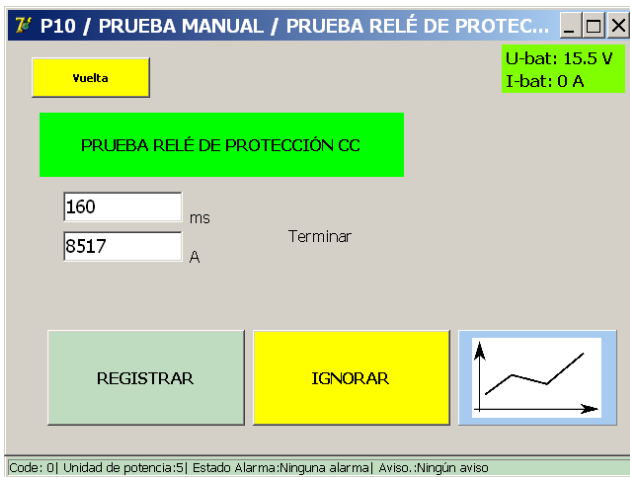 P10 / PRUEBA MANUAL / PRUEBA RELÉ DE PROTEC...
Vuelta
U-bat: 15.5 V
I-bat: 0 A
PRUEBA RELÉ DE PROTECCIÓN CC
160 ms
8517 A
Terminar
REGISTRAR
IGNORAR
Code: 0| Unidad de potencia:5| Estado Alarma:Ninguna alarma| Aviso.:Ningún aviso